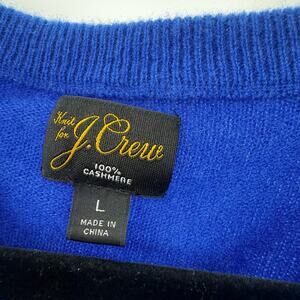 Knit
for J.Crew
100%
CASHMERE
L
MADE IN
CHINA